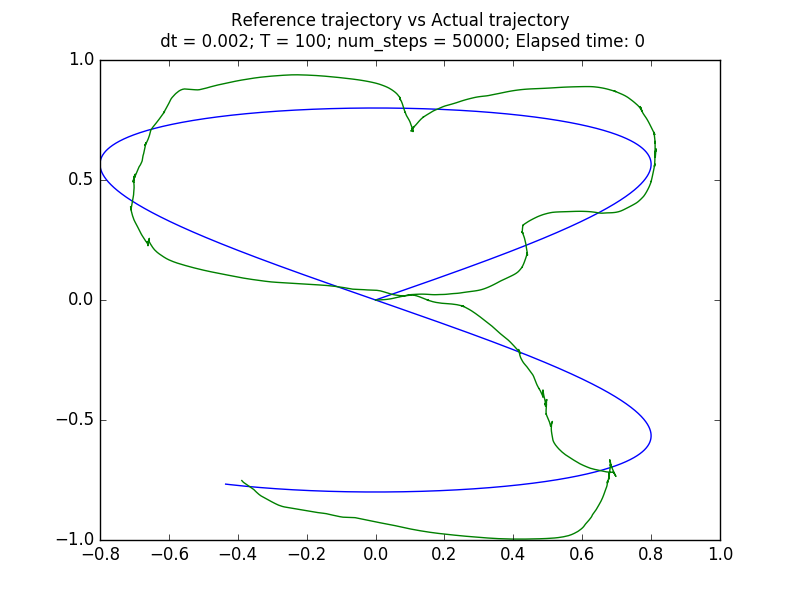 Reference trajectory vs Actual trajectory
dt = 0.002; T = 100; num_steps = 50000; Elapsed time: 0
1.0
0.5
0.0
−0.5
−1.0
−0.8 −0.6 −0.4 −0.2 0.0 0.2 0.4 0.6 0.8 1.0